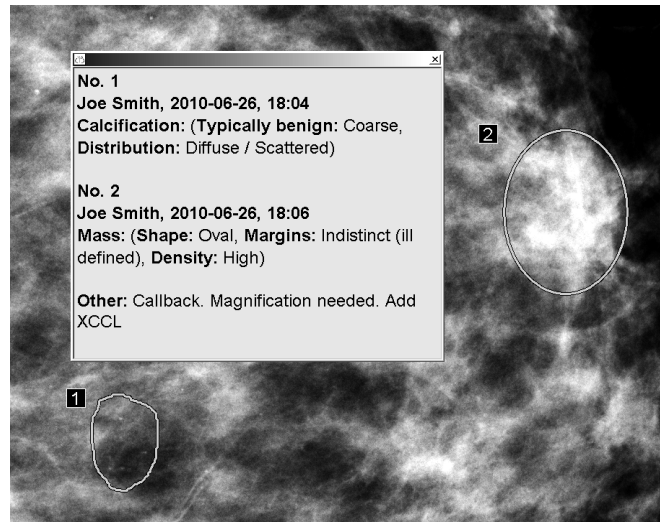 No. 1
Joe Smith, 2010-06-26, 18:04
Calcification: (Typically benign: Coarse,
Distribution: Diffuse / Scattered)
No. 2
Joe Smith, 2010-06-26, 18:06
Mass: (Shape: Oval, Margins: Indistinct (ill
defined), Density: High)
Other: Callback. Magnification needed. Add
XCCL
2
1